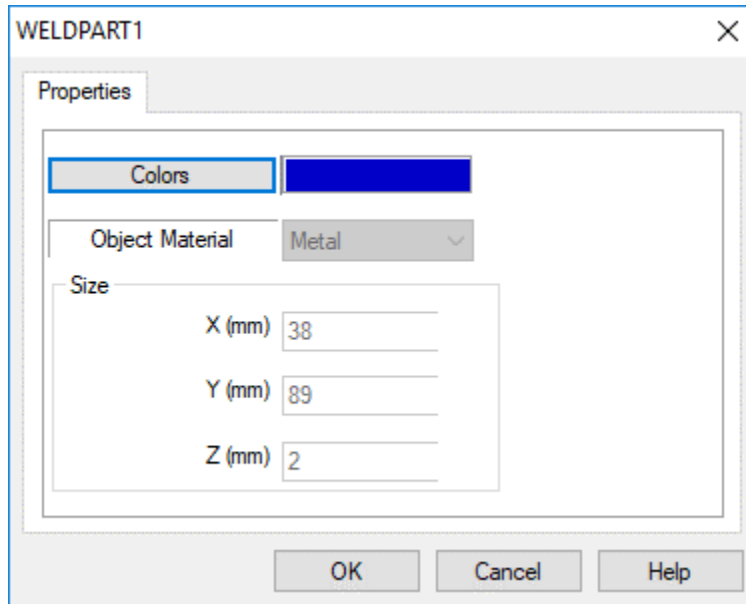 WELDPART1
Properties
Colors
Object Material Metal
Size
X (mm) 38
Y (mm) 89
Z (mm) 2
OK Cancel Help